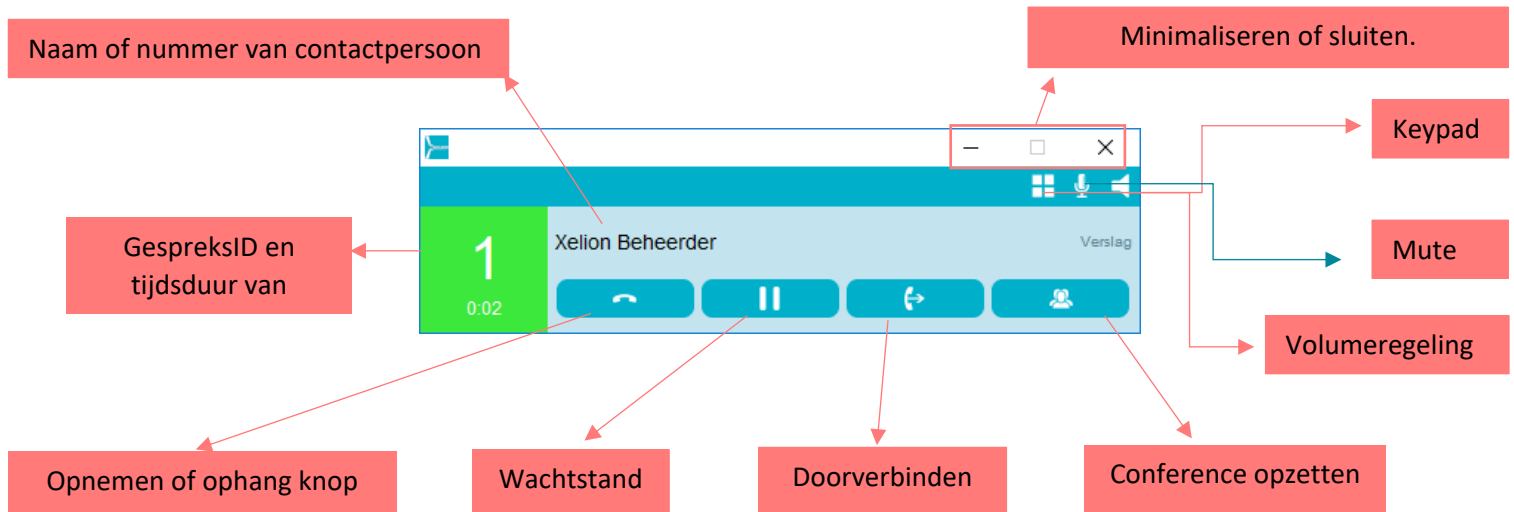 Naam of nummer van contactpersoon
Minimaliseren of sluiten.
Keypad
GespreksID en
tijdsduur van
1
0:02
Xelion Beheerder
Verslag
Mute
Volumeregeling
Opnemen of ophang knop
Wachtstand
Doorverbinden
Conference opzetten